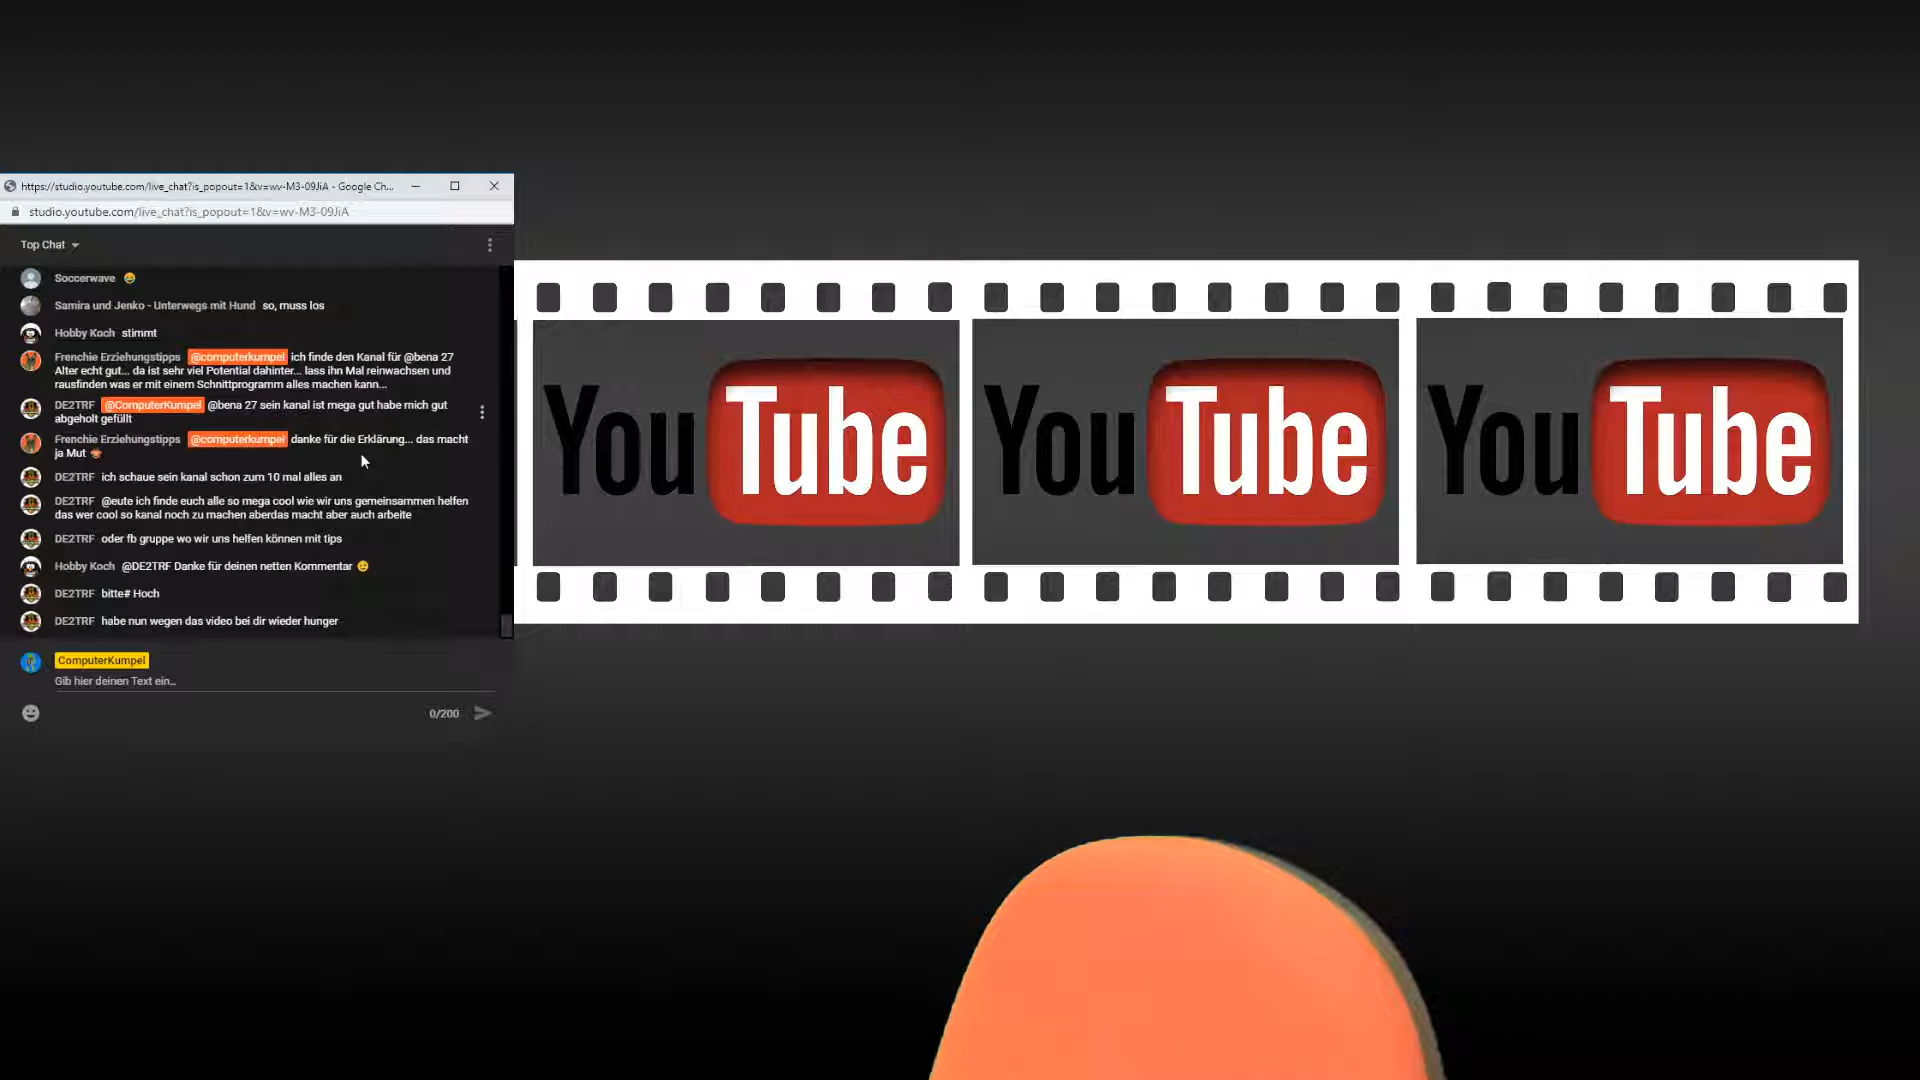 https://studio.youtube.com/live_chat?is_popout=1&v=wv-M3-09JiA - Google Ch...
studio.youtube.com/live_chat?is_popout=1&v=wv-M3-09JiA
Top Chat
Soccerwave 😂
Samira und Jenko - Unterwegs mit Hund so, muss los
Hobby Koch stimmt
Frenchie Erziehungstipps @computerkumpel ich finde den Kanal für @bena 27
Alter echt gut... da ist sehr viel Potential dahinter... lass ihn Mal reinwachsen und
rausfinden was er mit einem Schnittprogramm alles machen kann...
DE2TRF @ComputerKumpel @bena 27 sein kanal ist mega gut habe mich gut
abgeholt gefüllt
Frenchie Erziehungstipps @computerkumpel danke für die Erklärung... das macht
ja Mut
DE2TRF ich schaue sein kanal schon zum 10 mal alles an
DE2TRF @eute ich finde euch alle so mega cool wie wir uns gemeinsammen helfen
das wer cool so kanal noch zu machen aberdas macht aber auch arbeite
DE2TRF oder fb gruppe wo wir uns helfen können mit tips
Hobby Koch @DE2TRF Danke für deinen netten Kommentar 😉
DE2TRF bitte# Hoch
DE2TRF habe nun wegen das video bei dir wieder hunger
ComputerKumpel
Gib hier deinen Text ein...
0/200
YouTube
YouTube
YouTube